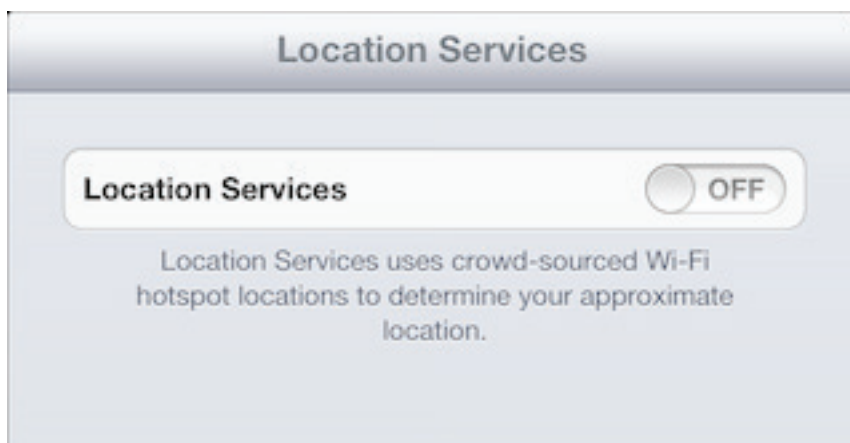 Location Services
Location Services OFF
Location Services uses crowd-sourced Wi-Fi
hotspot locations to determine your approximate
location.